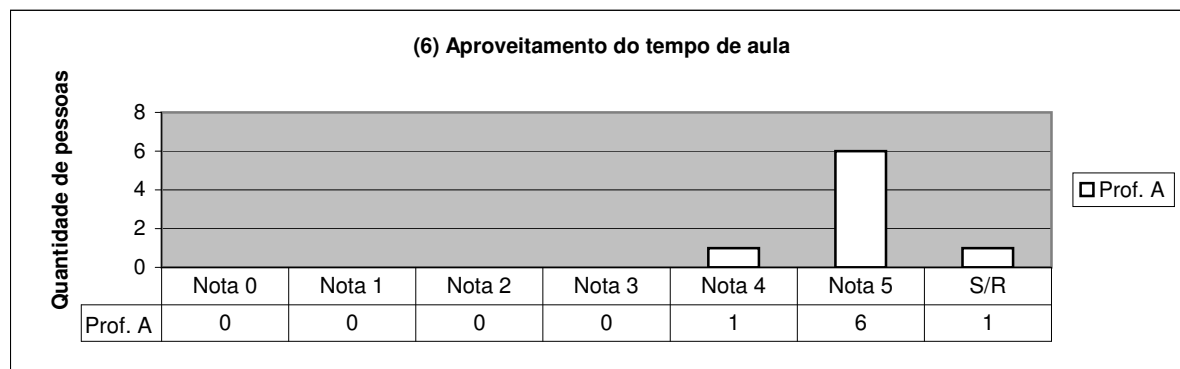 (6) Aproveitamento do tempo de aula
Quantidade de pessoas
8
6
4
2
0
Nota 0 Nota 1 Nota 2 Nota 3 Nota 4 Nota 5 S/R
Prof. A 0 0 0 0 1 6 1
Prof. A